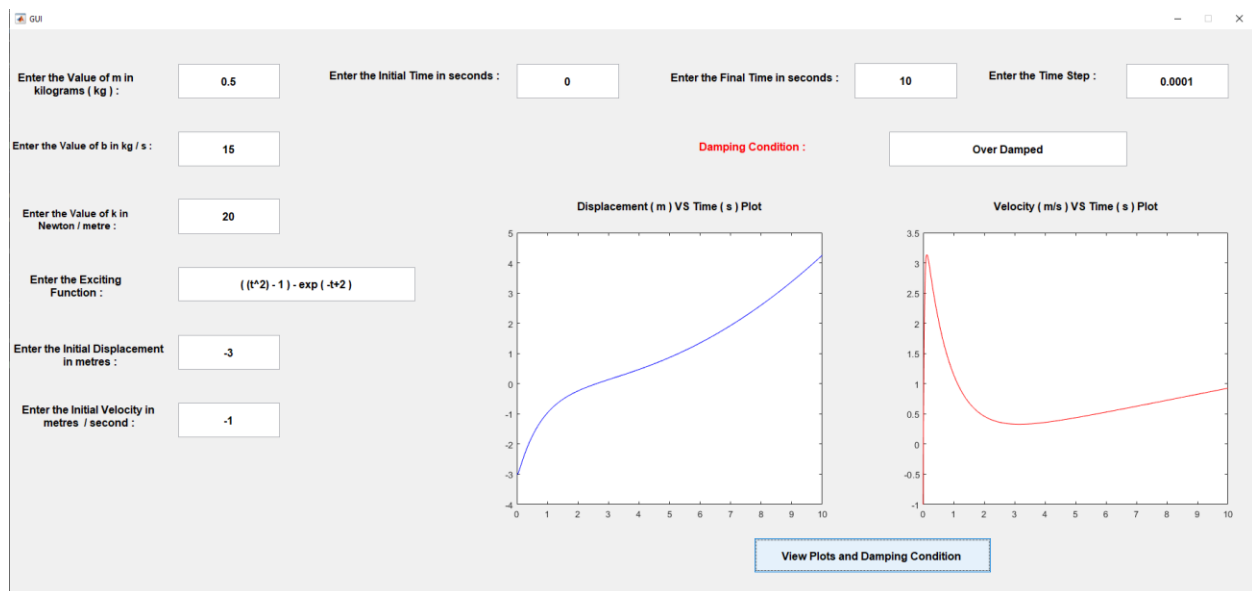 GUI
Enter the Value of m in
kilograms ( kg ) :
0.5
Enter the Initial Time in seconds :
0
Enter the Final Time in seconds :
10
Enter the Time Step :
0.0001
Enter the Value of b in kg / s :
15
Damping Condition :
Over Damped
Enter the Value of k in
Newton / metre :
20
Enter the Exciting
Function :
( (t^2) - 1 ) - exp ( -t+2 )
Enter the Initial Displacement
in metres :
-3
Enter the Initial Velocity in
metres / second :
-1
Displacement ( m ) VS Time ( s ) Plot
5
4
3
2
1
0
-1
-2
-3
-4
0 1 2 3 4 5 6 7 8 9 10
Velocity ( m/s ) VS Time ( s ) Plot
3.5
3
2.5
2
1.5
1
0.5
0
-0.5
-1
0 1 2 3 4 5 6 7 8 9 10
View Plots and Damping Condition